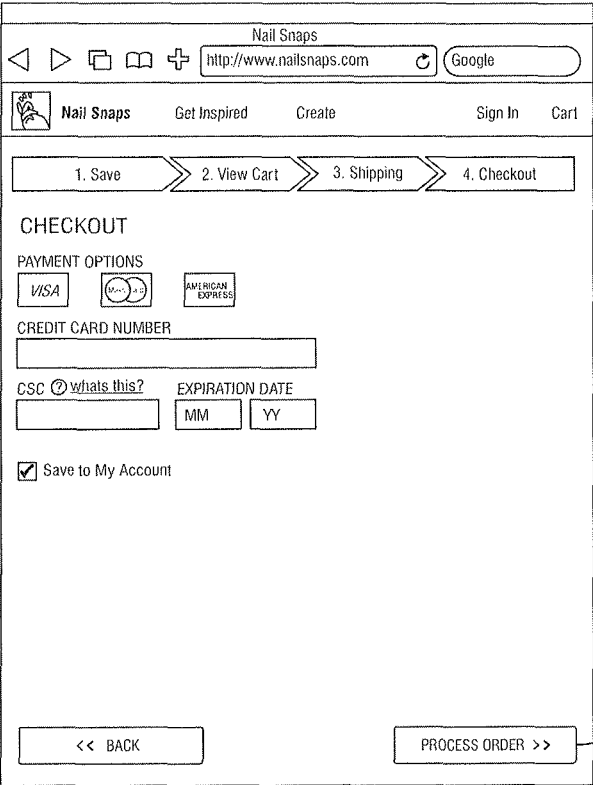 Nail Snaps
http://www.nailsnaps.com
Google
Nail Snaps Get Inspired Create Sign In Cart
1. Save 2. View Cart 3. Shipping 4. Checkout
CHECKOUT
PAYMENT OPTIONS
VISA
AMERICAN
EXPRESS
CREDIT CARD NUMBER
CSC ? whats this? EXPIRATION DATE
MM YY
Save to My Account
<< BACK PROCESS ORDER >>